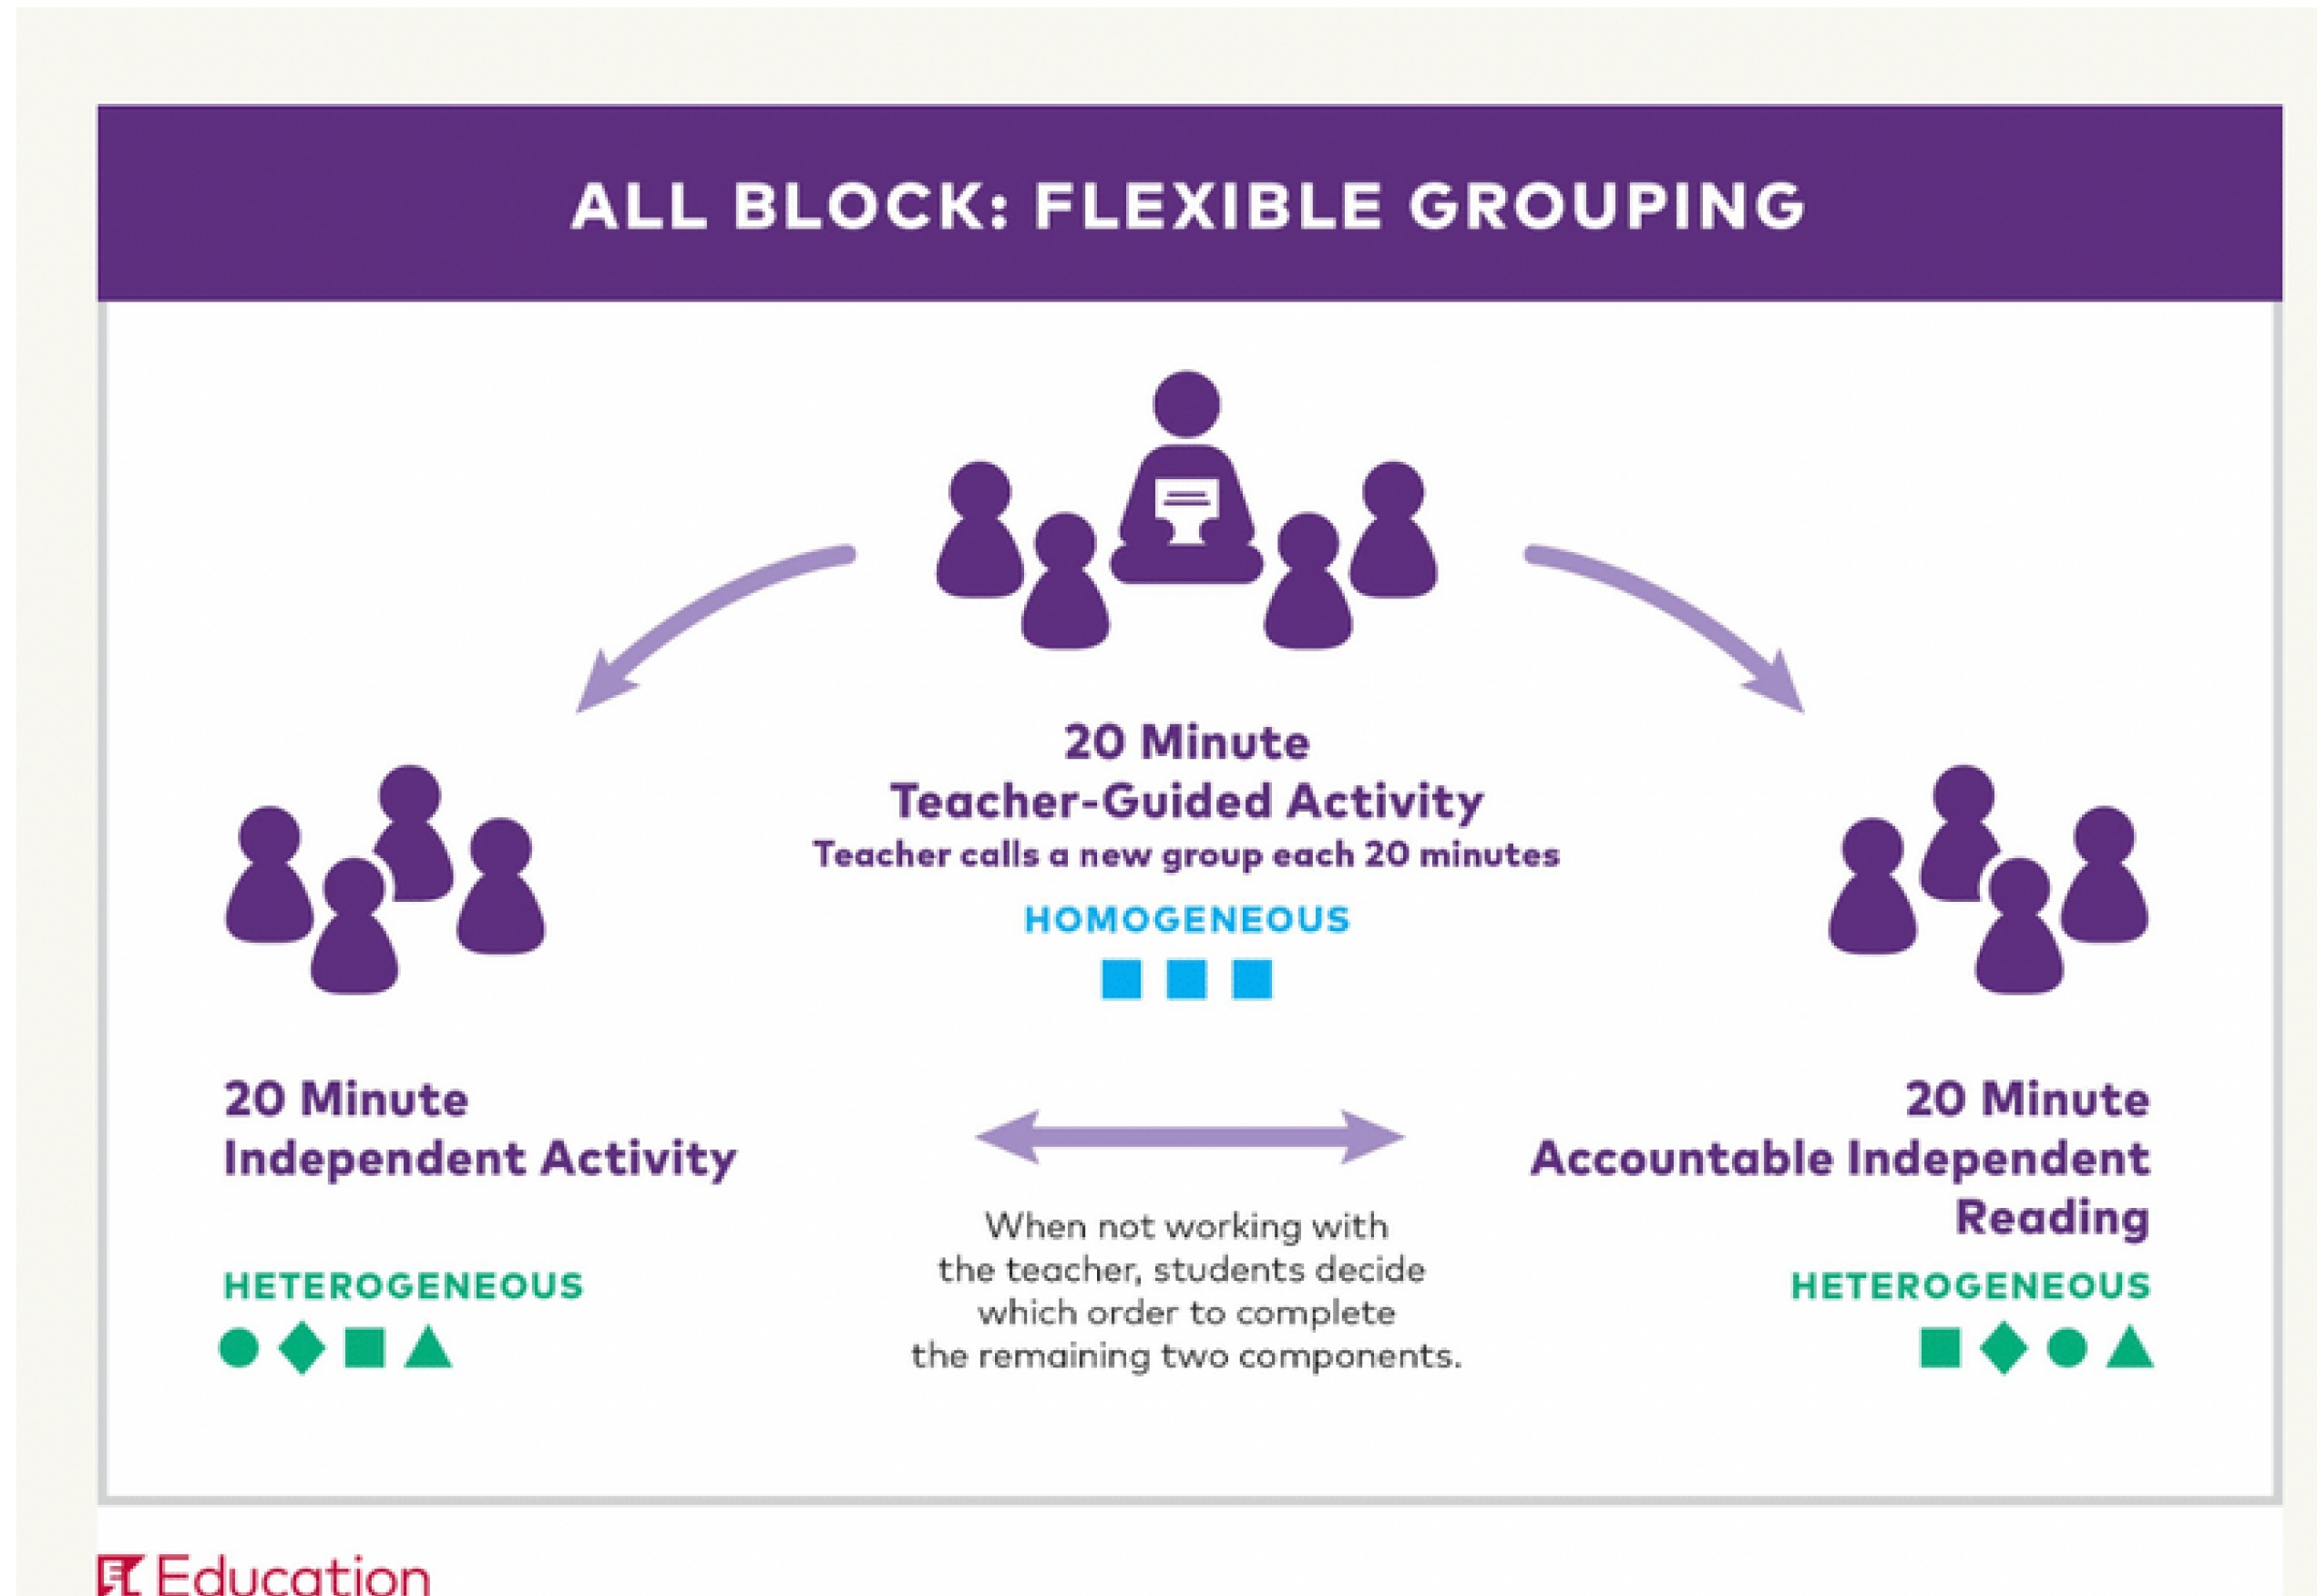 ALL BLOCK: FLEXIBLE GROUPING
20 Minute
Teacher-Guided Activity
Teacher calls a new group each 20 minutes
HOMOGENEOUS
20 Minute
Independent Activity
HETEROGENEOUS
When not working with
the teacher, students decide
which order to complete
the remaining two components.
20 Minute
Accountable Independent
Reading
HETEROGENEOUS
EL Education